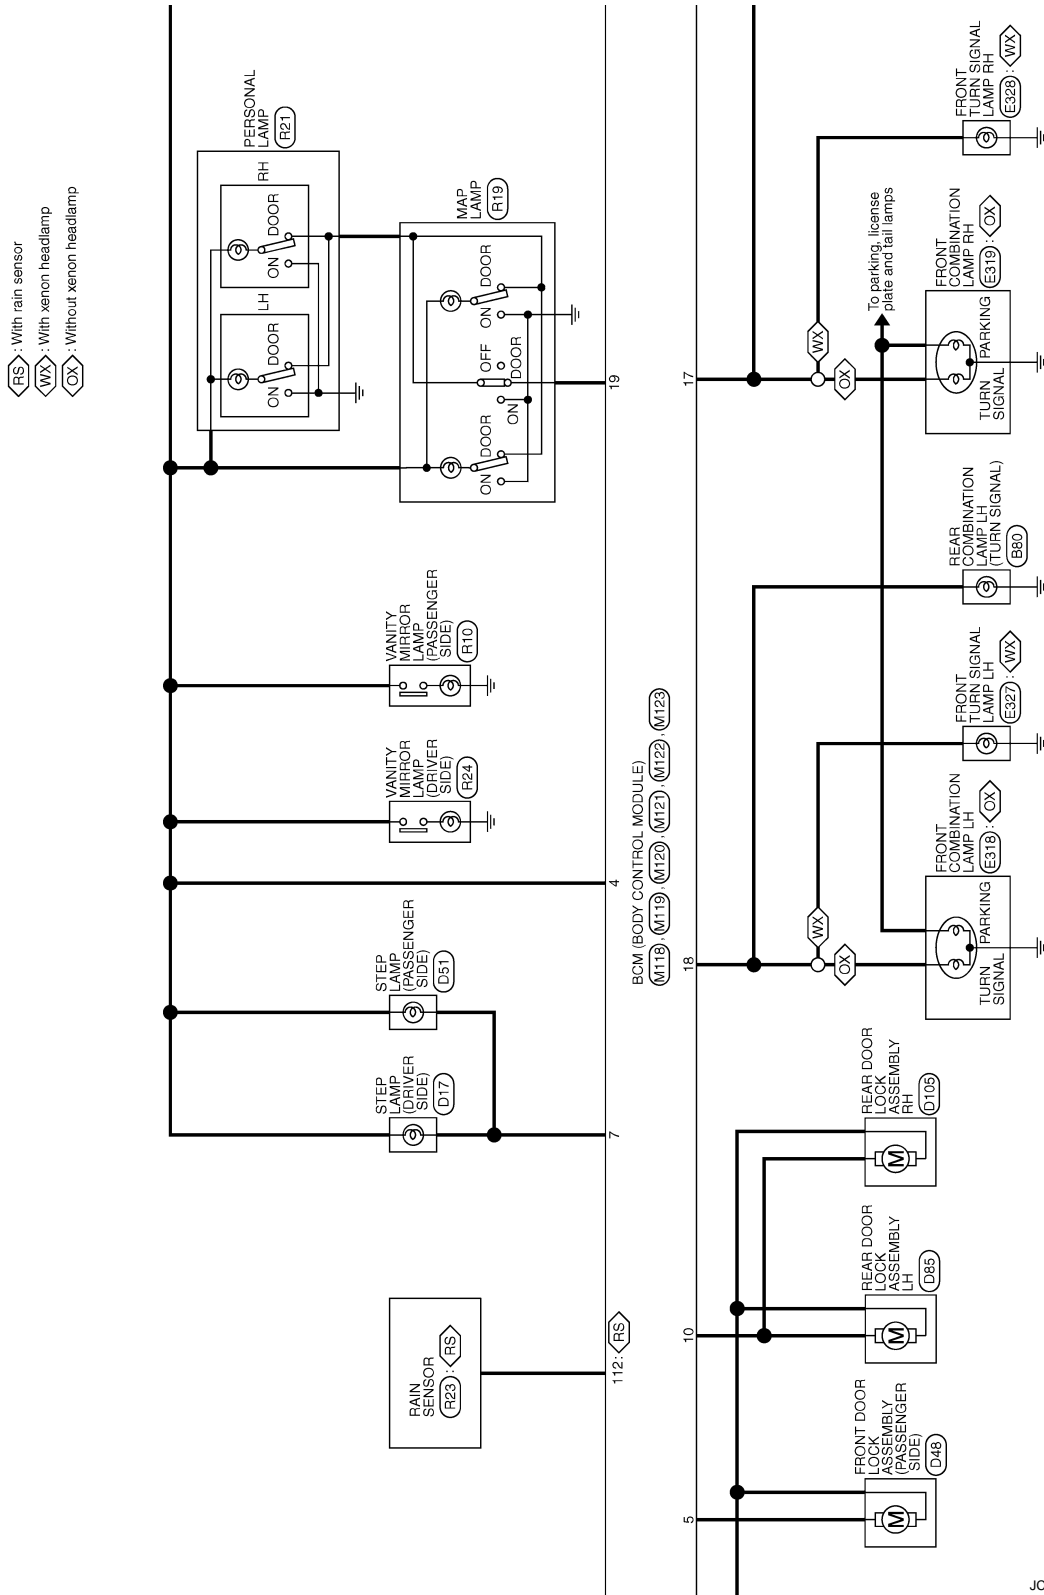 RS : With rain sensor
WX : With xenon headlamp
OX : Without xenon headlamp
STEP
LAMP
(DRIVER
SIDE)
D17
STEP
LAMP
(PASSENGER
SIDE)
D51
VANITY
MIRROR
LAMP
(DRIVER
SIDE)
R24
VANITY
MIRROR
LAMP
(PASSENGER
SIDE)
R10
PERSONAL
LAMP
R21
LH
ON
DOOR
RH
ON
DOOR
MAP
LAMP
R19
ON
DOOR
ON
DOOR
OFF
ON
DOOR
RAIN
SENSOR
R23 : RS
112 : RS
7
4
19
BCM (BODY CONTROL MODULE)
M118 , M119 , M120 , M121 , M122 , M123
5
10
18
17
WX
OX
WX
OX
To parking, license
plate and tail lamps
FRONT DOOR
LOCK
ASSEMBLY
(PASSENGER
SIDE)
D48
M
REAR DOOR
LOCK
ASSEMBLY
LH
D85
M
REAR DOOR
LOCK
ASSEMBLY
RH
D105
M
FRONT
COMBINATION
LAMP LH
E318 : OX
TURN
SIGNAL
PARKING
FRONT
TURN SIGNAL
LAMP LH
E327 : WX
REAR
COMBINATION
LAMP LH
(TURN SIGNAL)
B80
FRONT
COMBINATION
LAMP RH
E319 : OX
TURN
SIGNAL
PARKING
FRONT
TURN SIGNAL
LAMP RH
E328 : WX